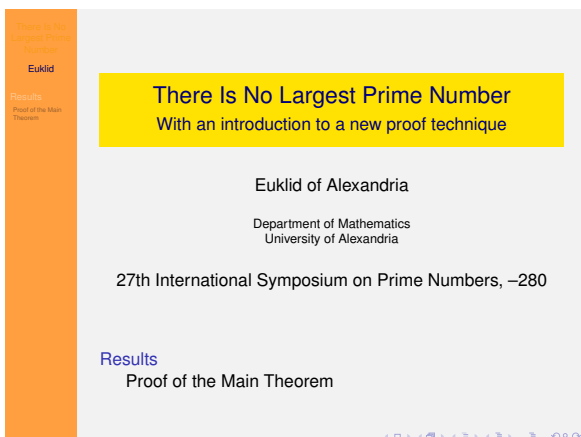 There Is No
Largest Prime
Number
Euklid
Results
Proof of the Main
Theorem
There Is No Largest Prime Number
With an introduction to a new proof technique
Euklid of Alexandria
Department of Mathematics
University of Alexandria
27th International Symposium on Prime Numbers, –280
Results
Proof of the Main Theorem